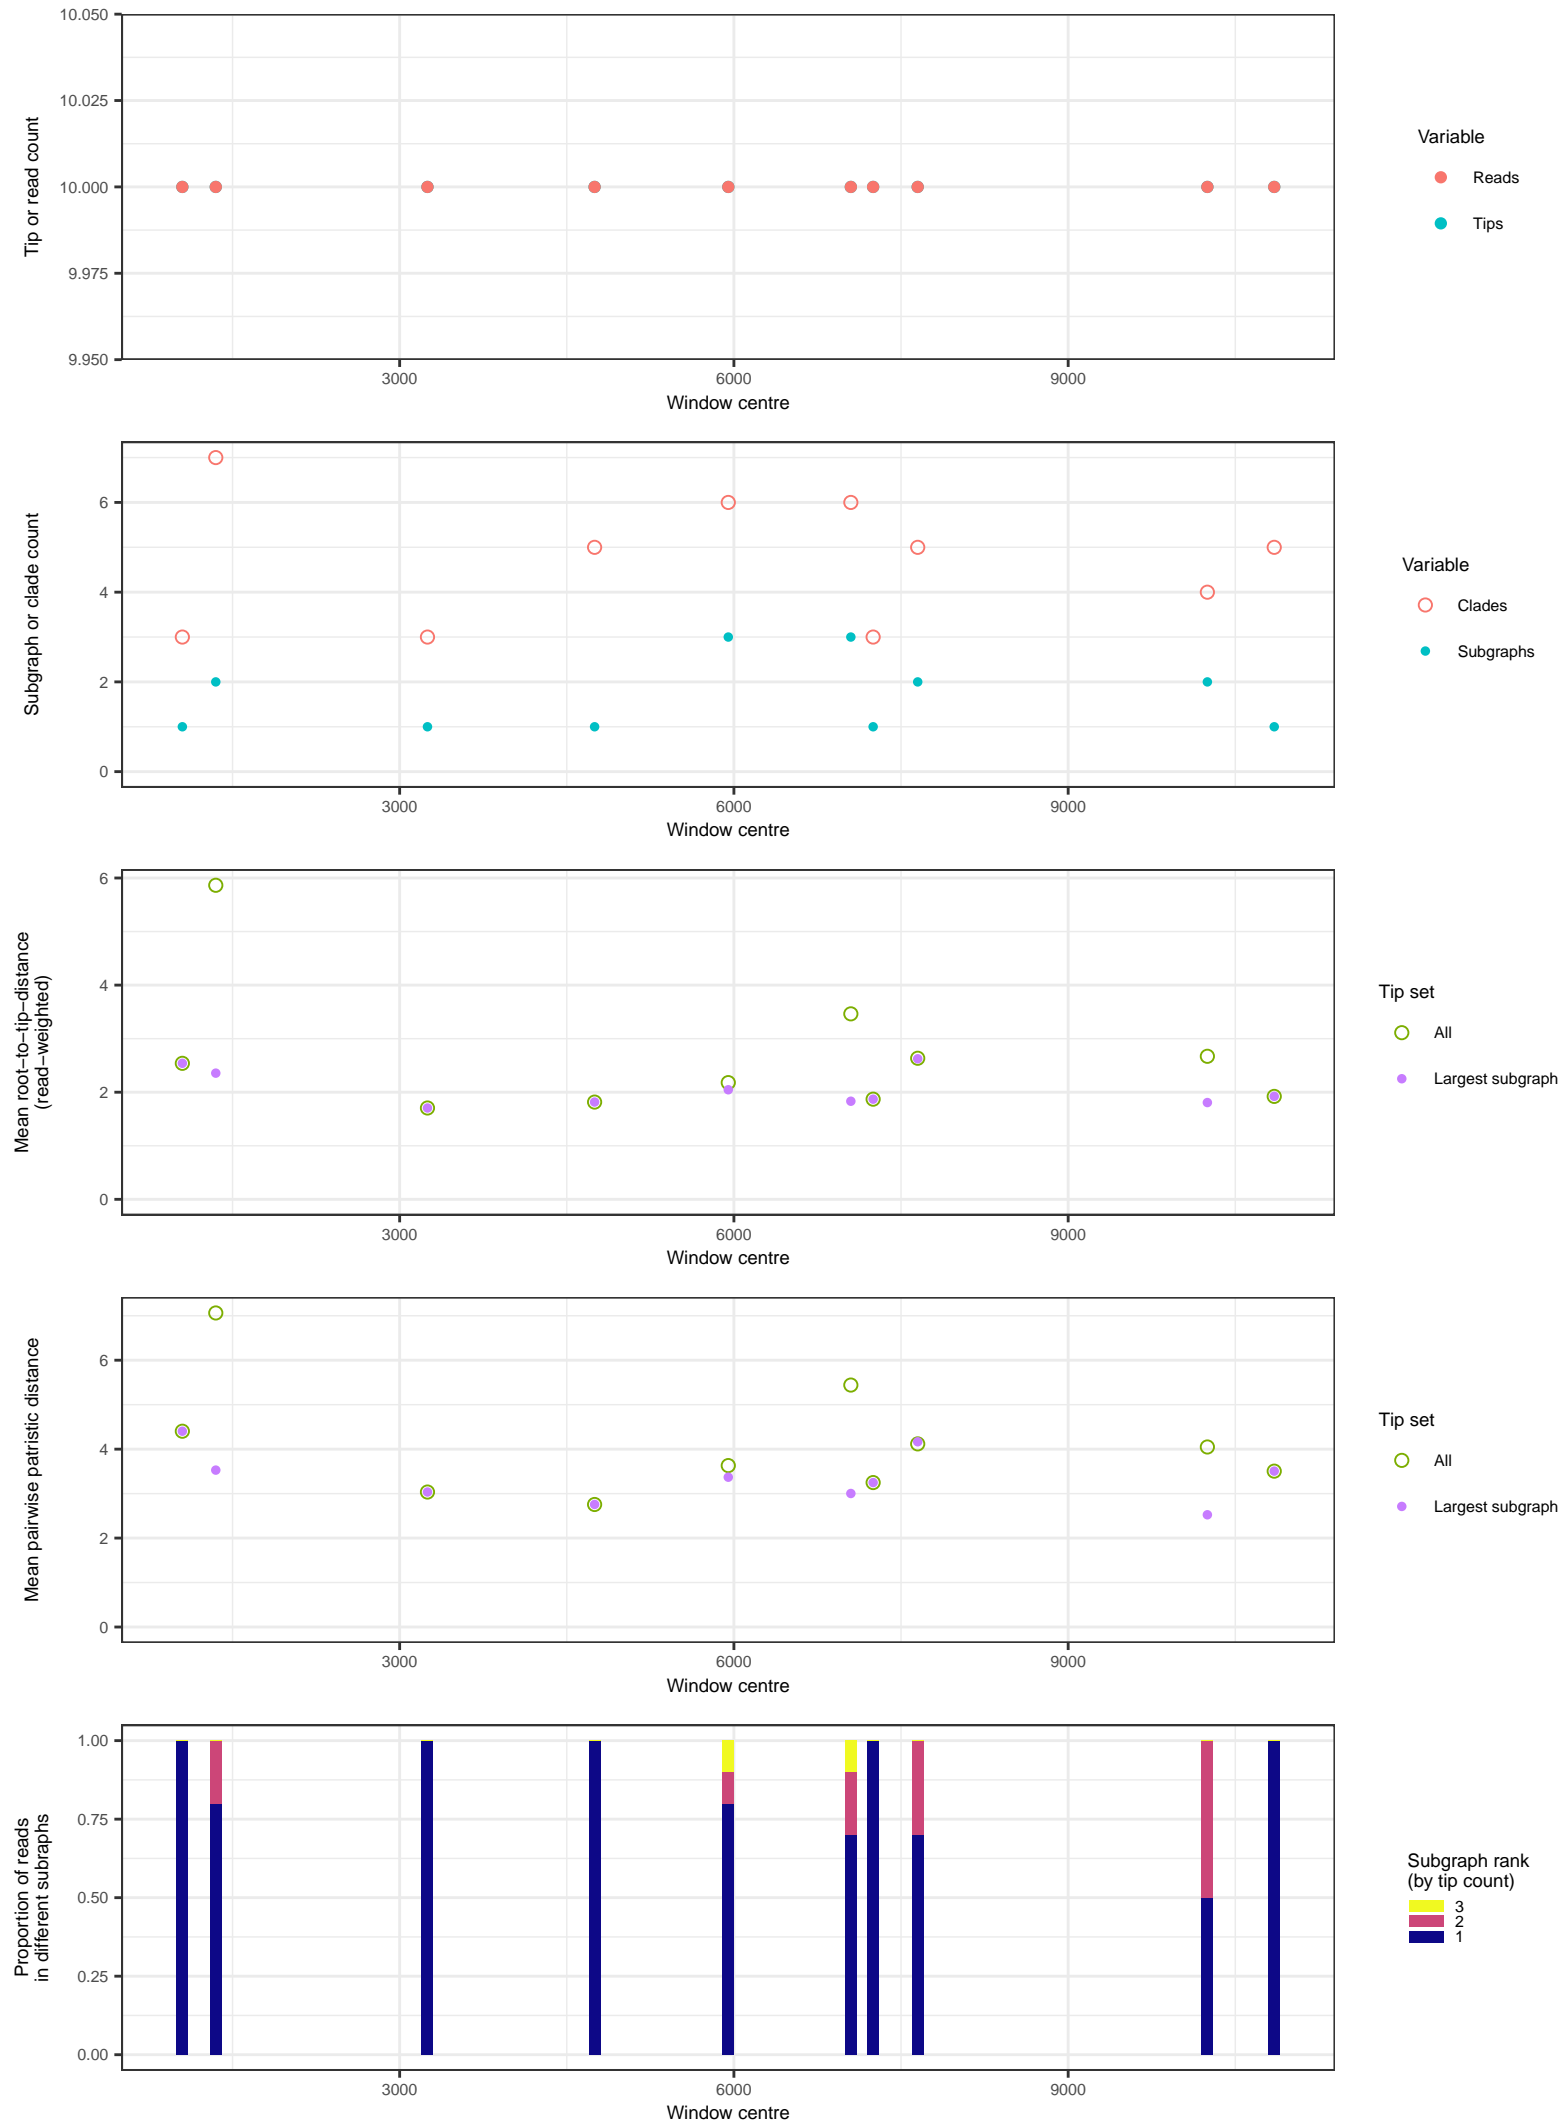 10.050
10.025
10.000
9.975
9.950
Tip or read count
3000 6000 9000
Window centre
Variable
Reads
Tips
6
4
2
0
Subgraph or clade count
3000 6000 9000
Window centre
Variable
Clades
Subgraphs
6
4
2
0
Mean root−to−tip−distance
(read−weighted)
3000 6000 9000
Window centre
Tip set
All
Largest subgraph
6
4
2
0
Mean pairwise patristic distance
3000 6000 9000
Window centre
Tip set
All
Largest subgraph
1.00
0.75
0.50
0.25
0.00
Proportion of reads
in different subraphs
3000 6000 9000
Window centre
Subgraph rank
(by tip count)
3
2
1